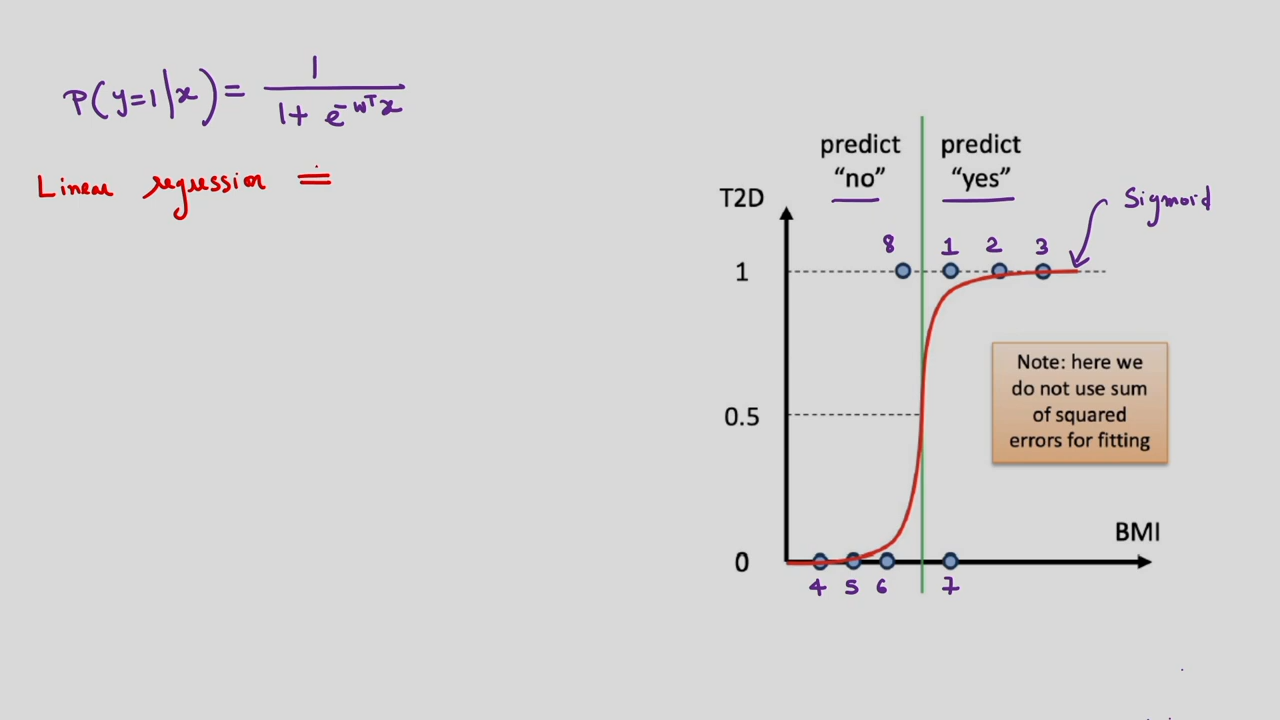 P(y=1|x) = 1 / (1 + e^-wᵀx)
Linear regression =
predict "no"
predict "yes"
T2D
Sigmoid
8 1 2 3
1
Note: here we
do not use sum
of squared
errors for fitting
0.5
BMI
0
4 5 6 7